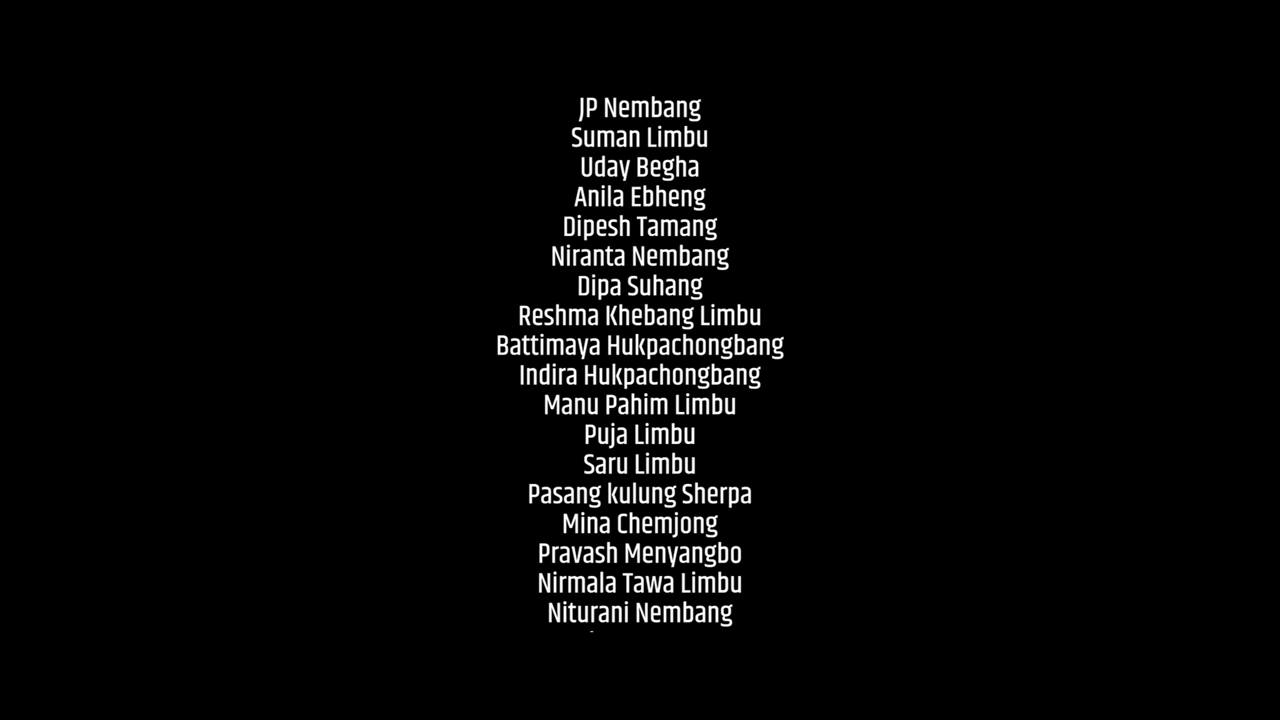 JP Nembang
Suman Limbu
Uday Begha
Anila Ebheng
Dipesh Tamang
Niranta Nembang
Dipa Suhang
Reshma Khebang Limbu
Battimaya Hukpachongbang
Indira Hukpachongbang
Manu Pahim Limbu
Puja Limbu
Saru Limbu
Pasang kulung Sherpa
Mina Chemjong
Pravash Menyangbo
Nirmala Tawa Limbu
Niturani Nembang